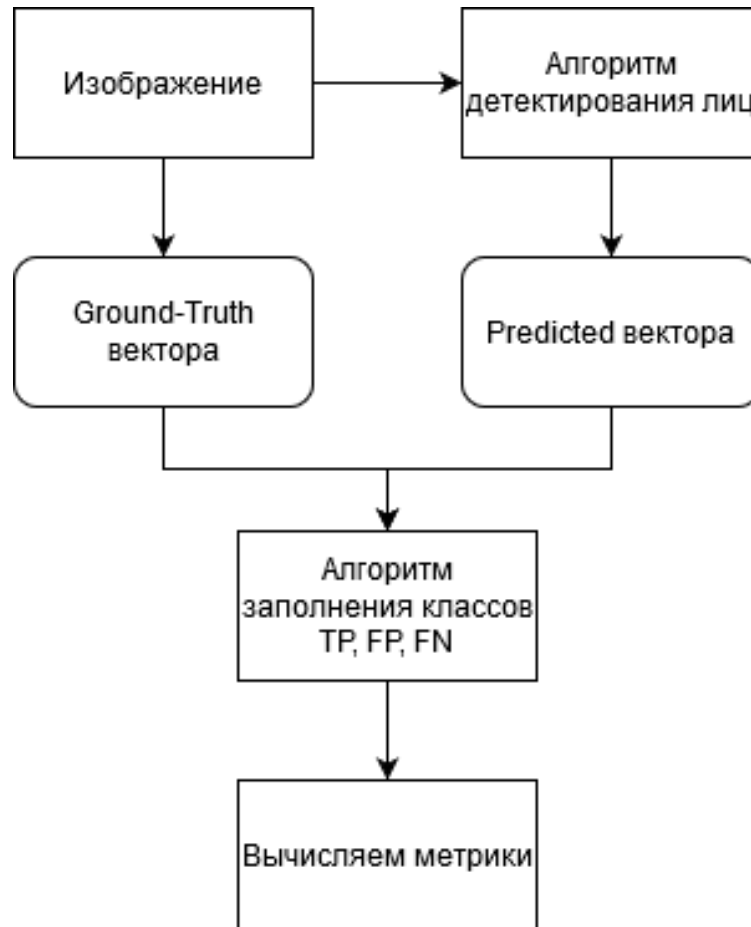 Изображение
Алгоритм
детектирования лиц
Ground-Truth
вектора
Predicted вектора
Алгоритм
заполнения классов
TP, FP, FN
Вычисляем метрики